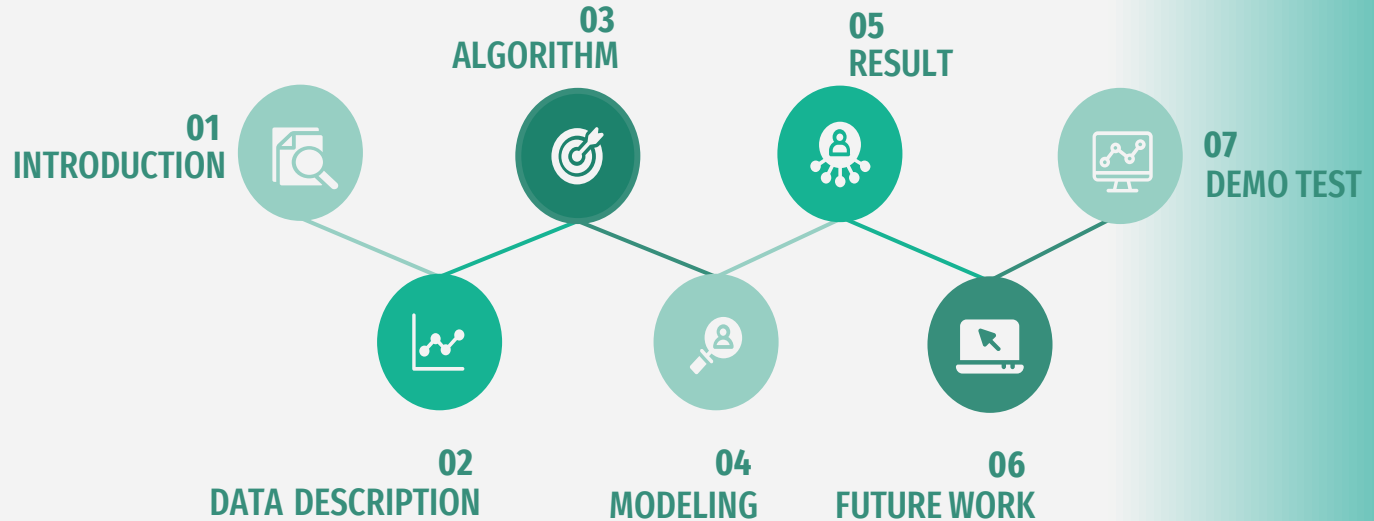 01
INTRODUCTION
02
DATA DESCRIPTION
03
ALGORITHM
04
MODELING
05
RESULT
06
FUTURE WORK
07
DEMO TEST